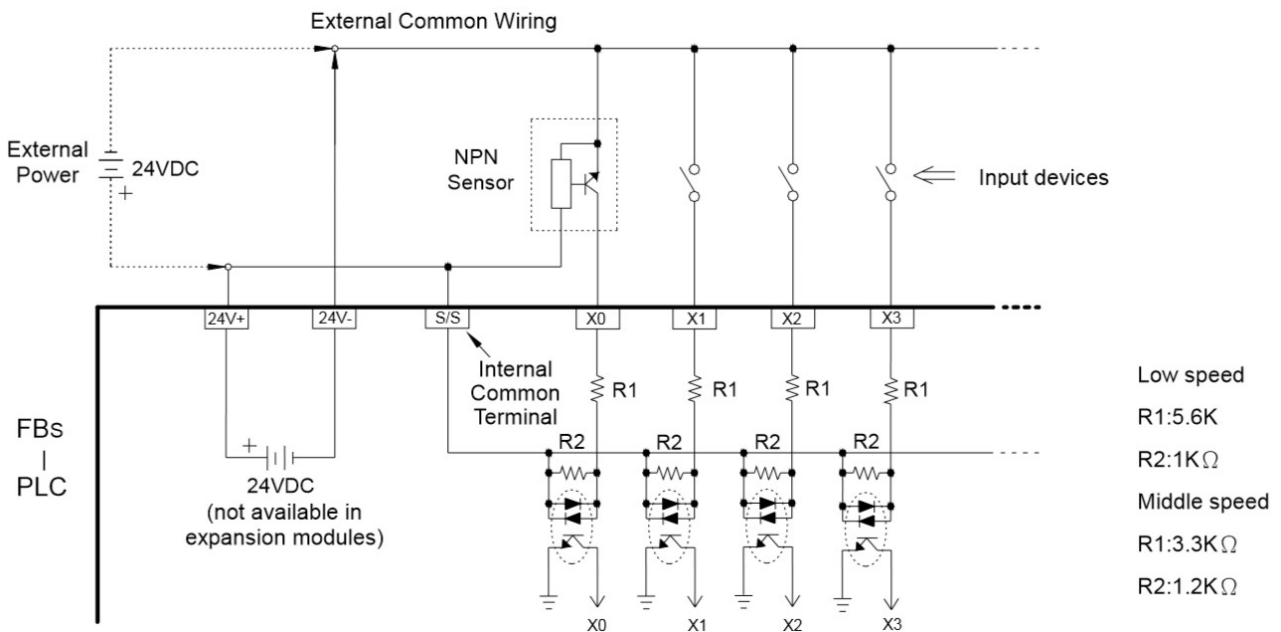 External Common Wiring
External
Power
24VDC
+
NPN
Sensor
Input devices
24V+
24V-
S/S
X0
X1
X2
X3
Internal
Common
Terminal
R1
R1
R1
R1
FBs
PLC
+
24VDC
(not available in
expansion modules)
R2
R2
R2
R2
X0
X1
X2
X3
Low speed
R1:5.6K
R2:1KΩ
Middle speed
R1:3.3KΩ
R2:1.2KΩ